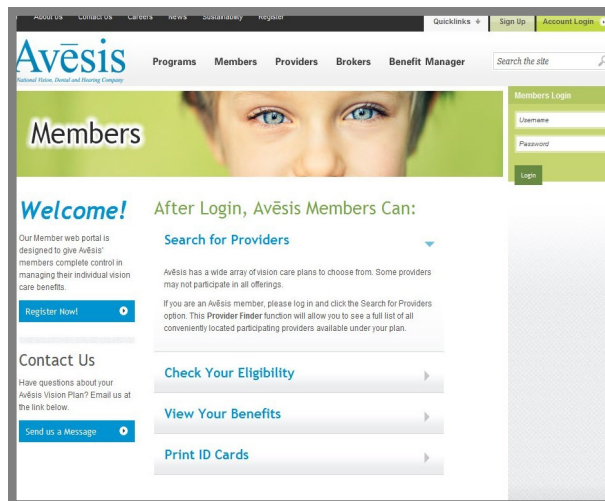 About Us Contact Us Careers News Sustainability Register
Quicklinks Sign Up Account Login
Avēsis
National Vision, Dental and Hearing Company
Programs Members Providers Brokers Benefit Manager
Search the site
Members
Members Login
Username
Password
Login
Welcome!
Our Member web portal is
designed to give Avēsis'
members complete control in
managing their individual vision
care benefits.
Register Now!
Contact Us
Have questions about your
Avēsis Vision Plan? Email us at
the link below.
Send us a Message
After Login, Avēsis Members Can:
Search for Providers
Avēsis has a wide array of vision care plans to choose from. Some providers
may not participate in all offerings.
If you are an Avēsis member, please log in and click the Search for Providers
option. This Provider Finder function will allow you to see a full list of all
conveniently located participating providers available under your plan.
Check Your Eligibility
View Your Benefits
Print ID Cards